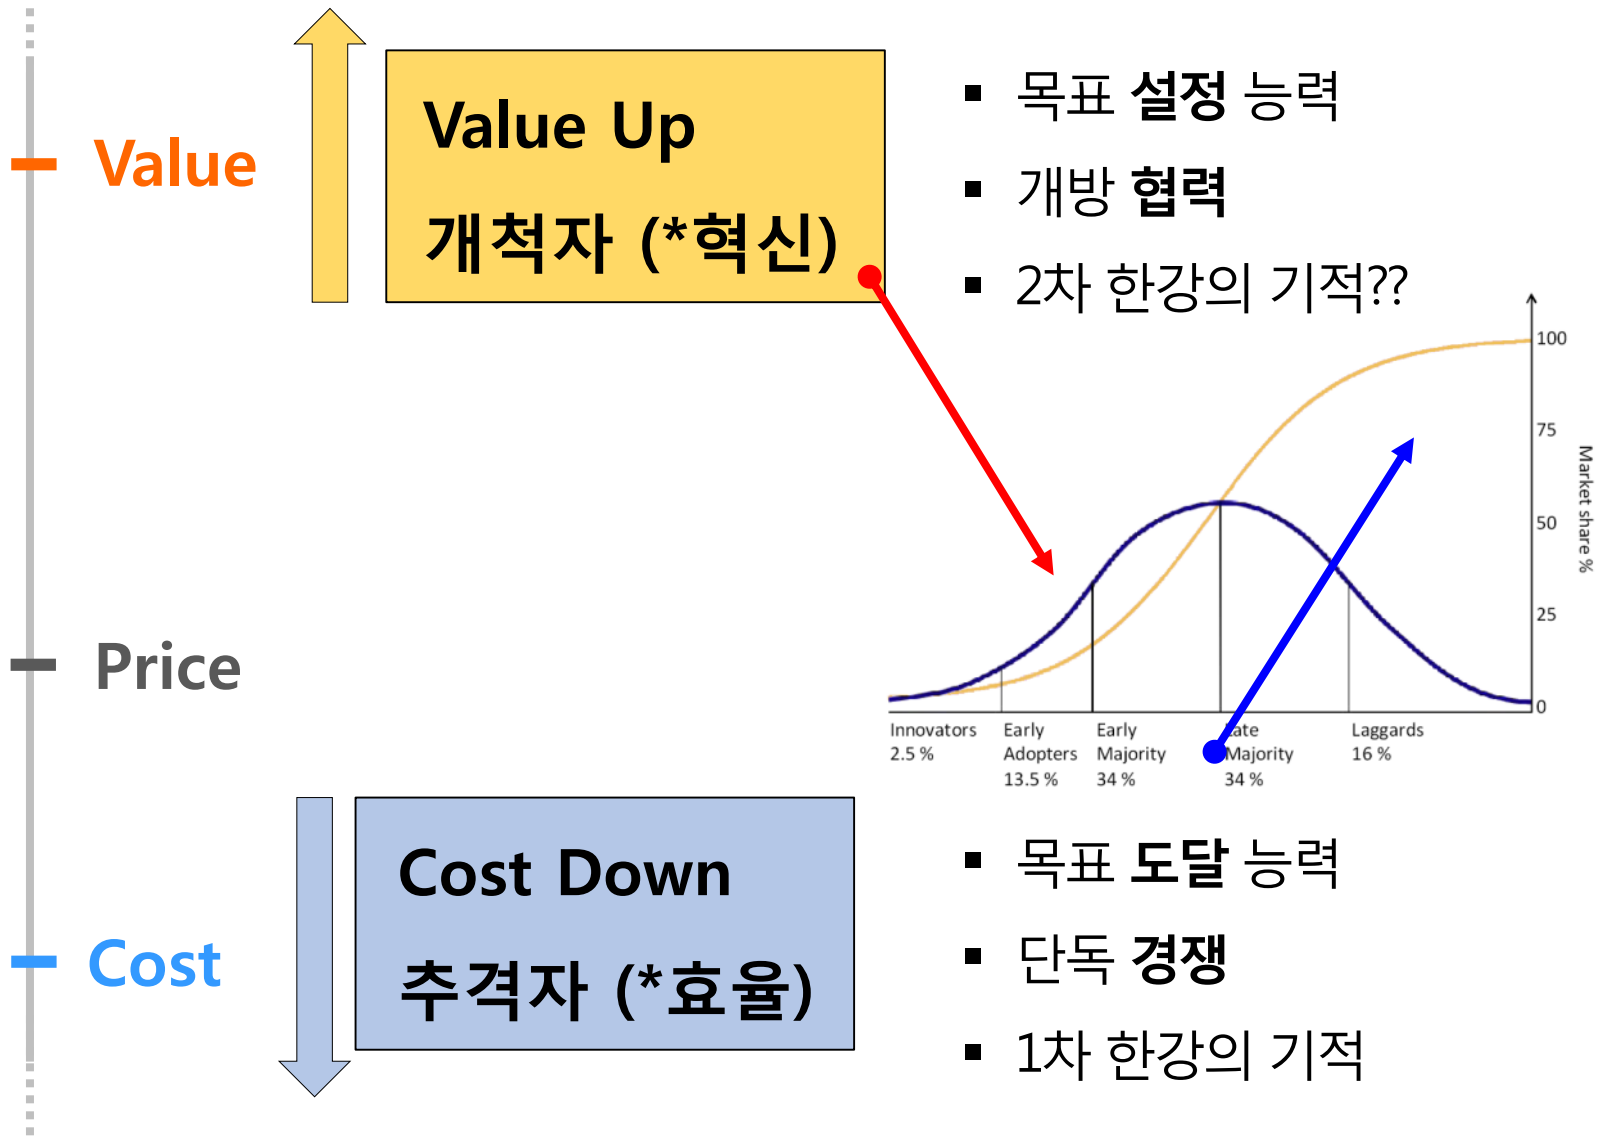 Value
Price
Cost
Value Up
개척자 (*혁신)
▪ 목표 설정 능력
▪ 개방 협력
▪ 2차 한강의 기적??
100
75
50
25
0
Market share %
Innovators
2.5 %
Early
Adopters
13.5 %
Early
Majority
34 %
Late
Majority
34 %
Laggards
16 %
Cost Down
추격자 (*효율)
▪ 목표 도달 능력
▪ 단독 경쟁
▪ 1차 한강의 기적